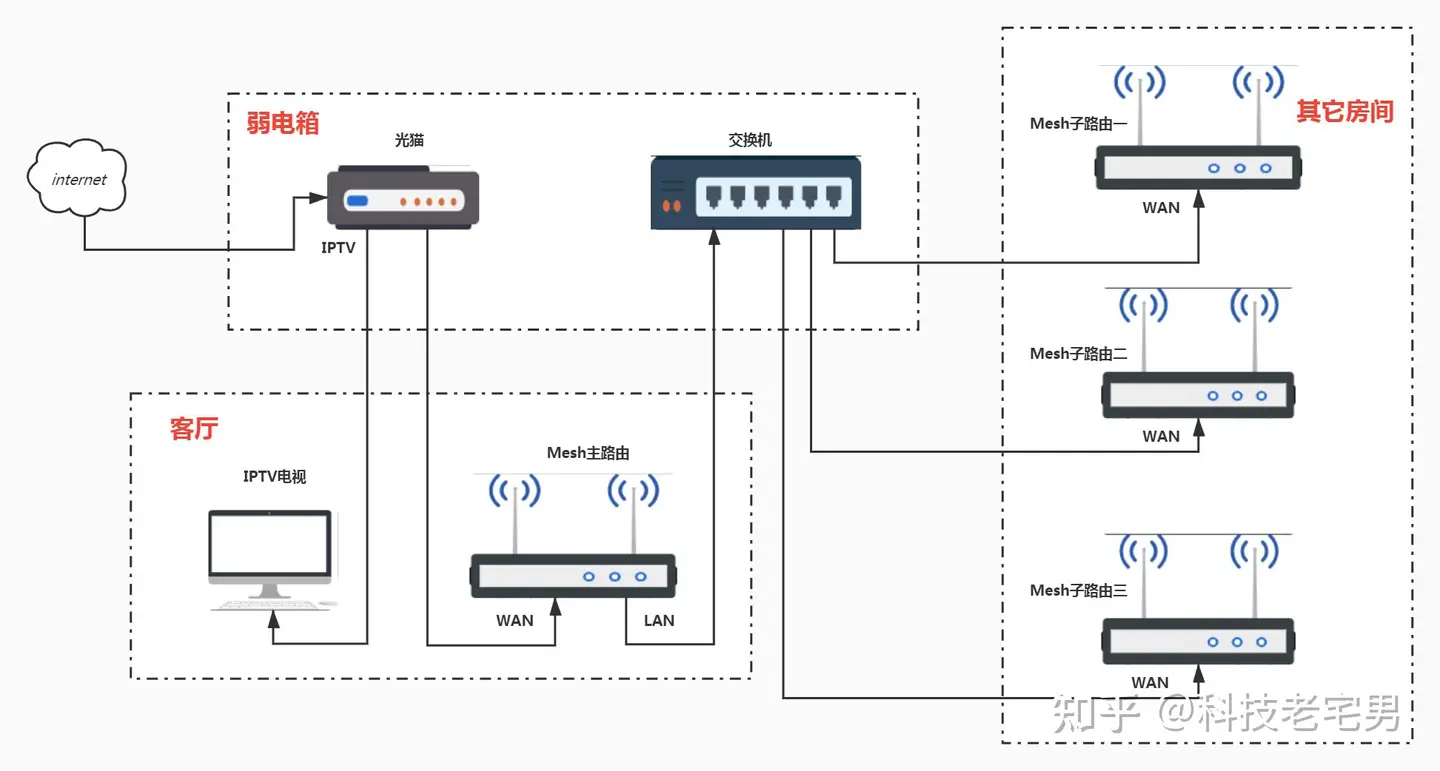 internet
弱电箱
光猫
IPTV
交换机
客厅
IPTV电视
Mesh主路由
WAN
LAN
其它房间
Mesh子路由一
WAN
Mesh子路由二
WAN
Mesh子路由三
WAN
知乎 @科技老宅男